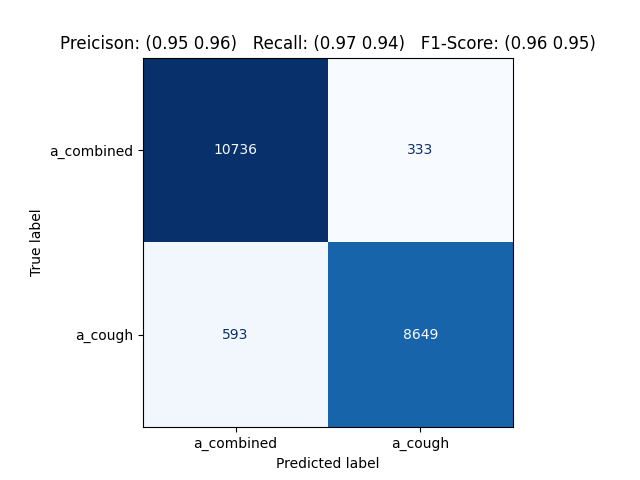 Preicison: (0.95 0.96)   Recall: (0.97 0.94)   F1-Score: (0.96 0.95)
True label
a_combined
10736
333
a_cough
593
8649
a_combined
a_cough
Predicted label